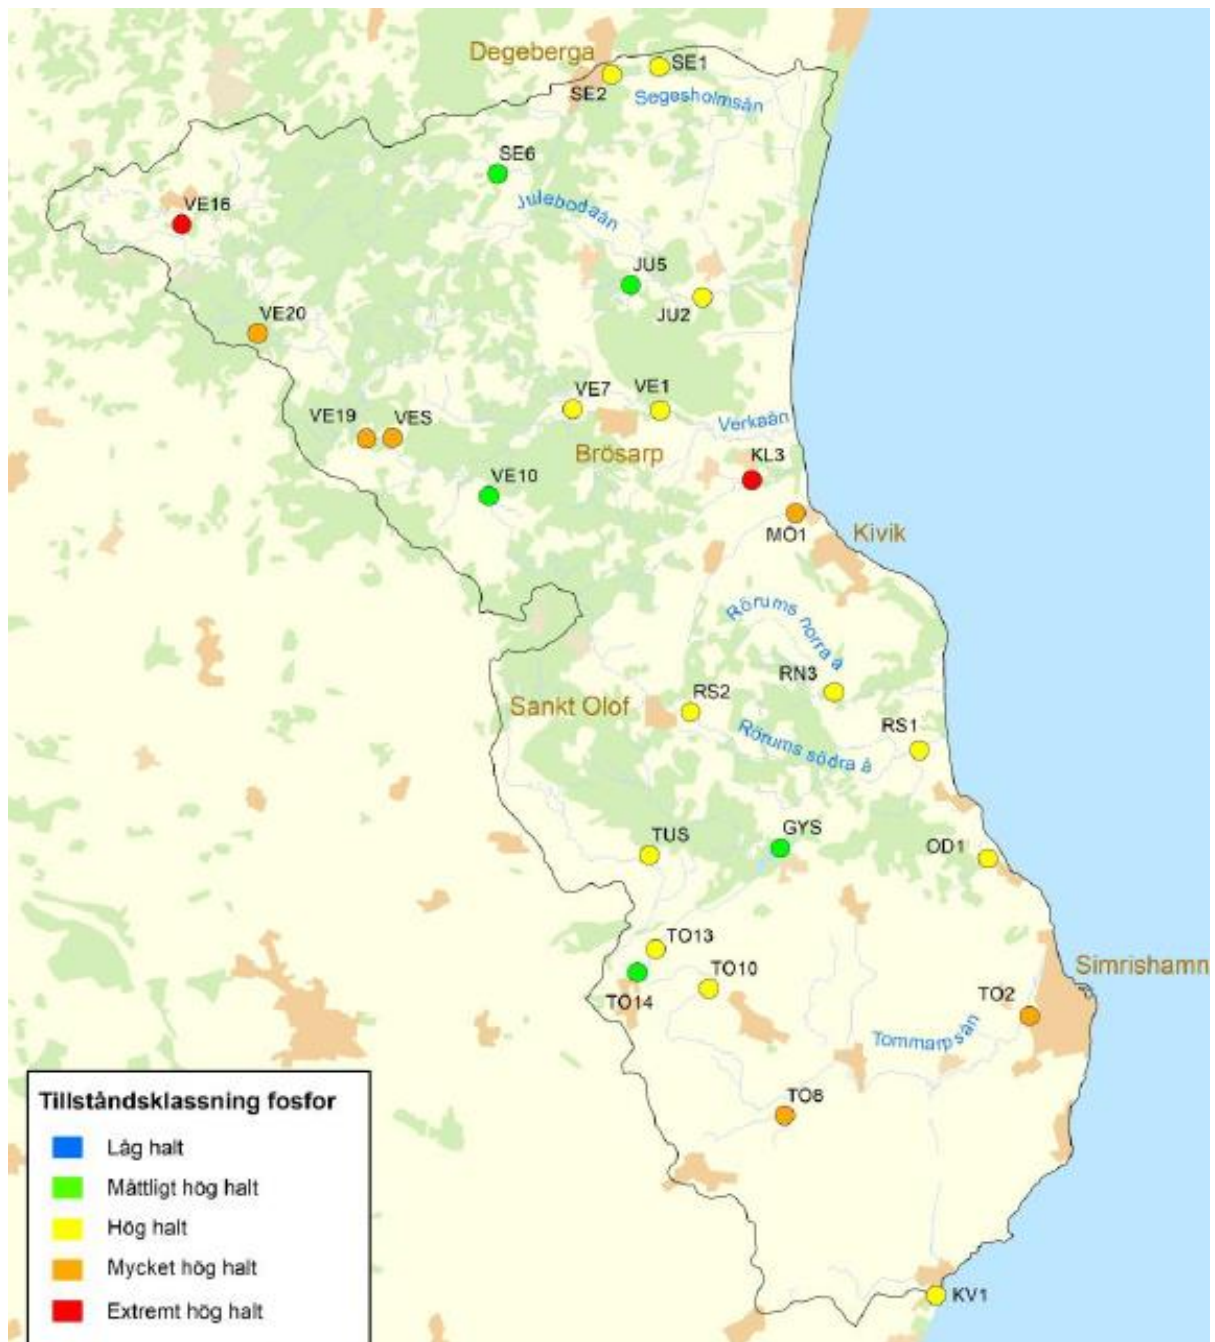 Degeberga
SE1
SE2
Segesholmsån
SE6
Julebodaån
VE16
JU5
JU2
VE20
VE7
VE1
Verkaån
VE19
VES
Brösarp
KL3
VE10
MÖ1
Kivik
Rörums norra å
RN3
RS2
Sankt Olof
RS1
Rörums södra å
TUS
GYS
OD1
TO13
TO10
Simrishamn
TO14
TO2
Tommarpsån
TO8
KV1
Tillståndsklassning fosfor
Låg halt
Måttligt hög halt
Hög halt
Mycket hög halt
Extremt hög halt